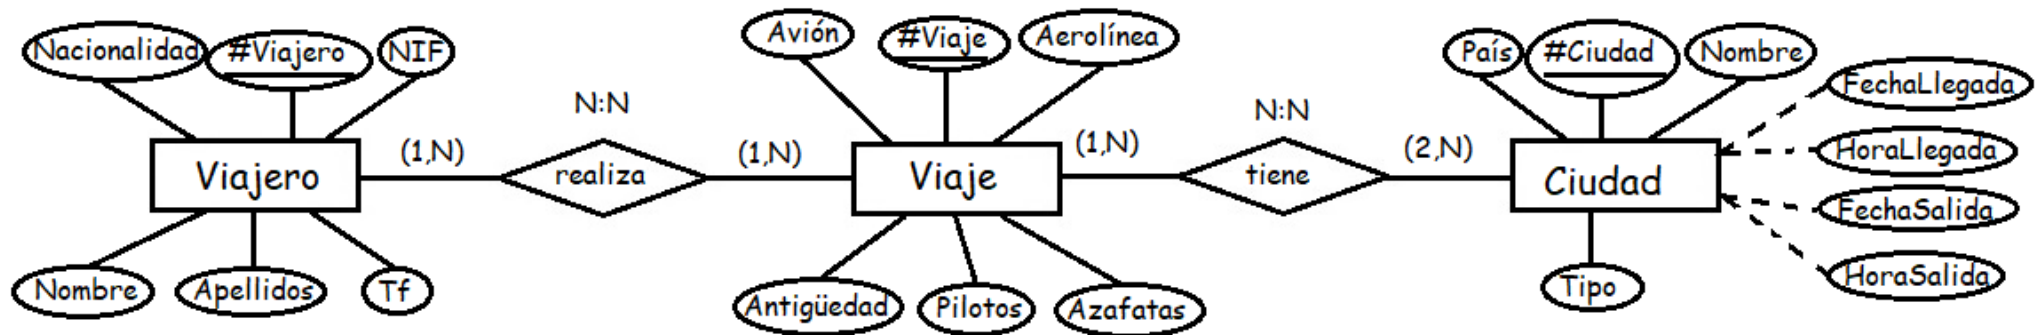 Nacionalidad
#Viajero
NIF
Avión
#Viaje
Aerolínea
País
#Ciudad
Nombre
FechaLlegada
N:N
N:N
(1,N)
(1,N)
(1,N)
(2,N)
HoraLlegada
Viajero
realiza
Viaje
tiene
Ciudad
FechaSalida
Nombre
Apellidos
Tf
Antigüedad
Pilotos
Azafatas
Tipo
HoraSalida